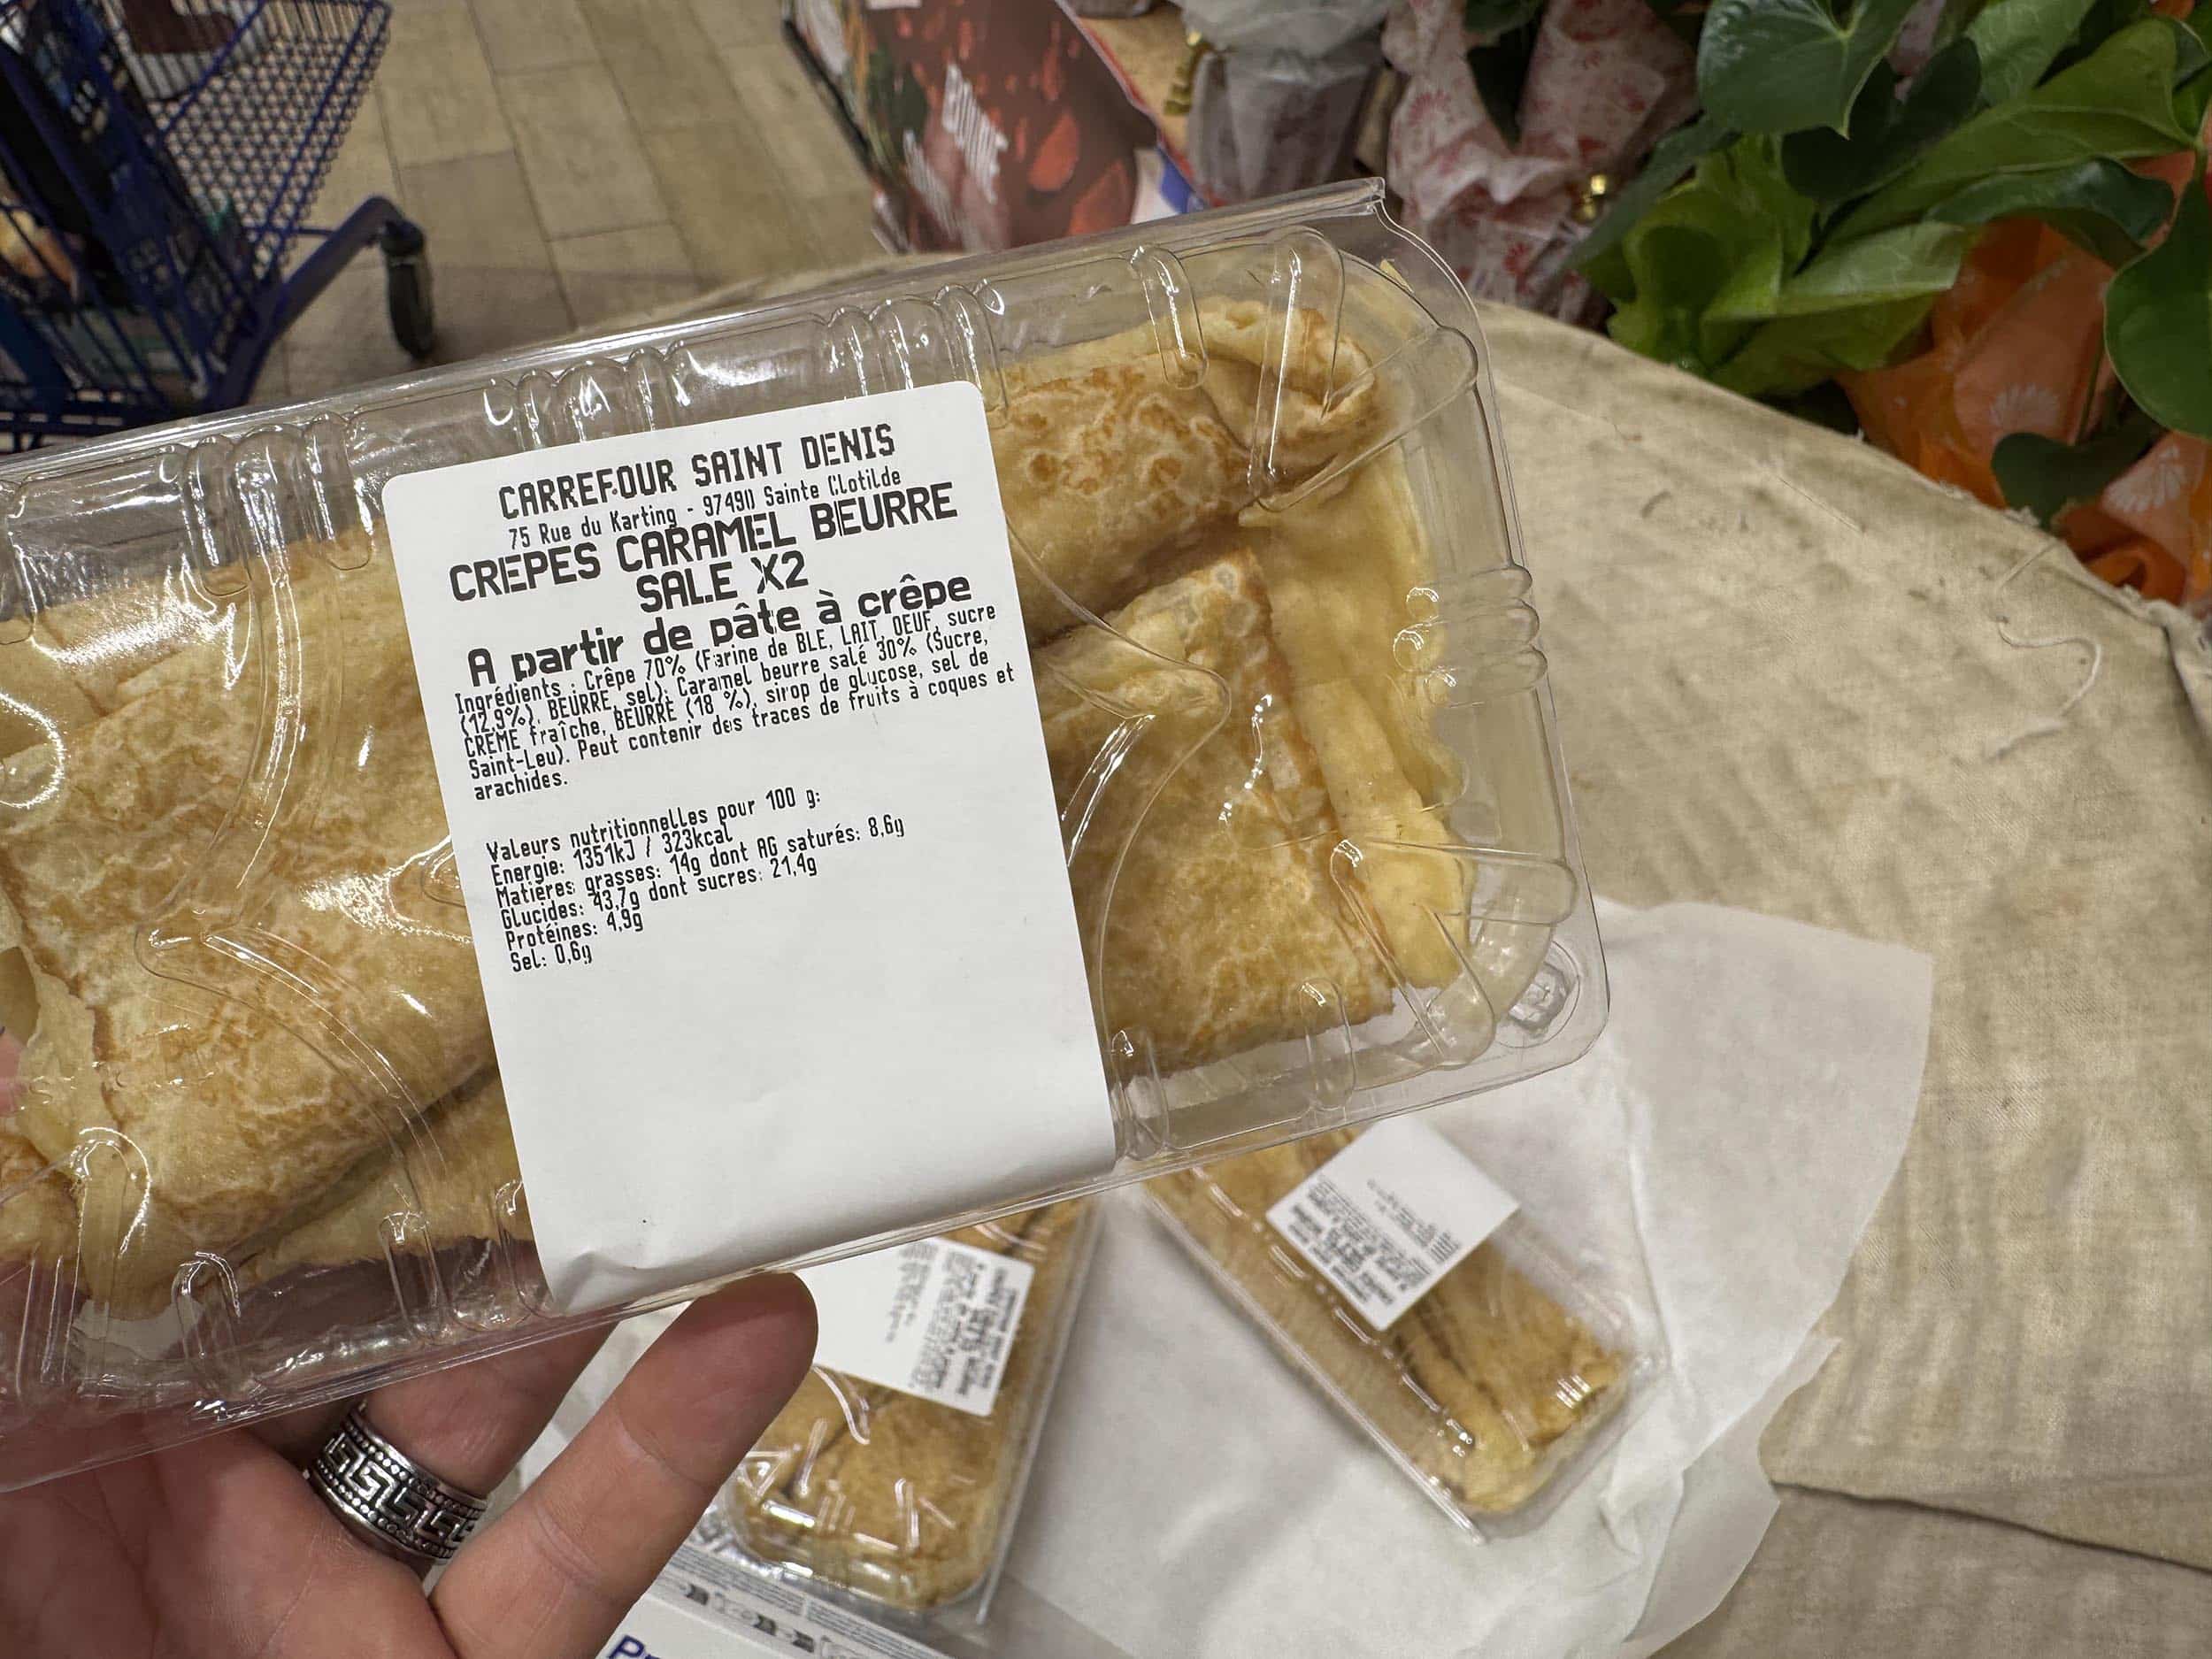 CARREFOUR SAINT DENIS
75 Rue du Karting - 97490 Sainte Clotilde
CREPES CARAMEL BEURRE
SALE X2
A partir de pâte à crêpe
Ingrédients : Crêpe 70% (Farine de BLE, LAIT, OEUF, sucre
(12,9%), BEURRE, sel), Caramel beurre salé 30% (Sucre,
CREME fraîche, BEURRE (18 %), sirop de glucose, sel de
Saint-Leu). Peut contenir des traces de fruits à coques et
arachides.
Valeurs nutritionnelles pour 100 g:
Energie: 1351kJ / 323kcal
Matières grasses: 14g dont AG saturés: 8,6g
Glucides: 43,7g dont sucres: 21,4g
Protéines: 4,9g
Sel: 0,6g